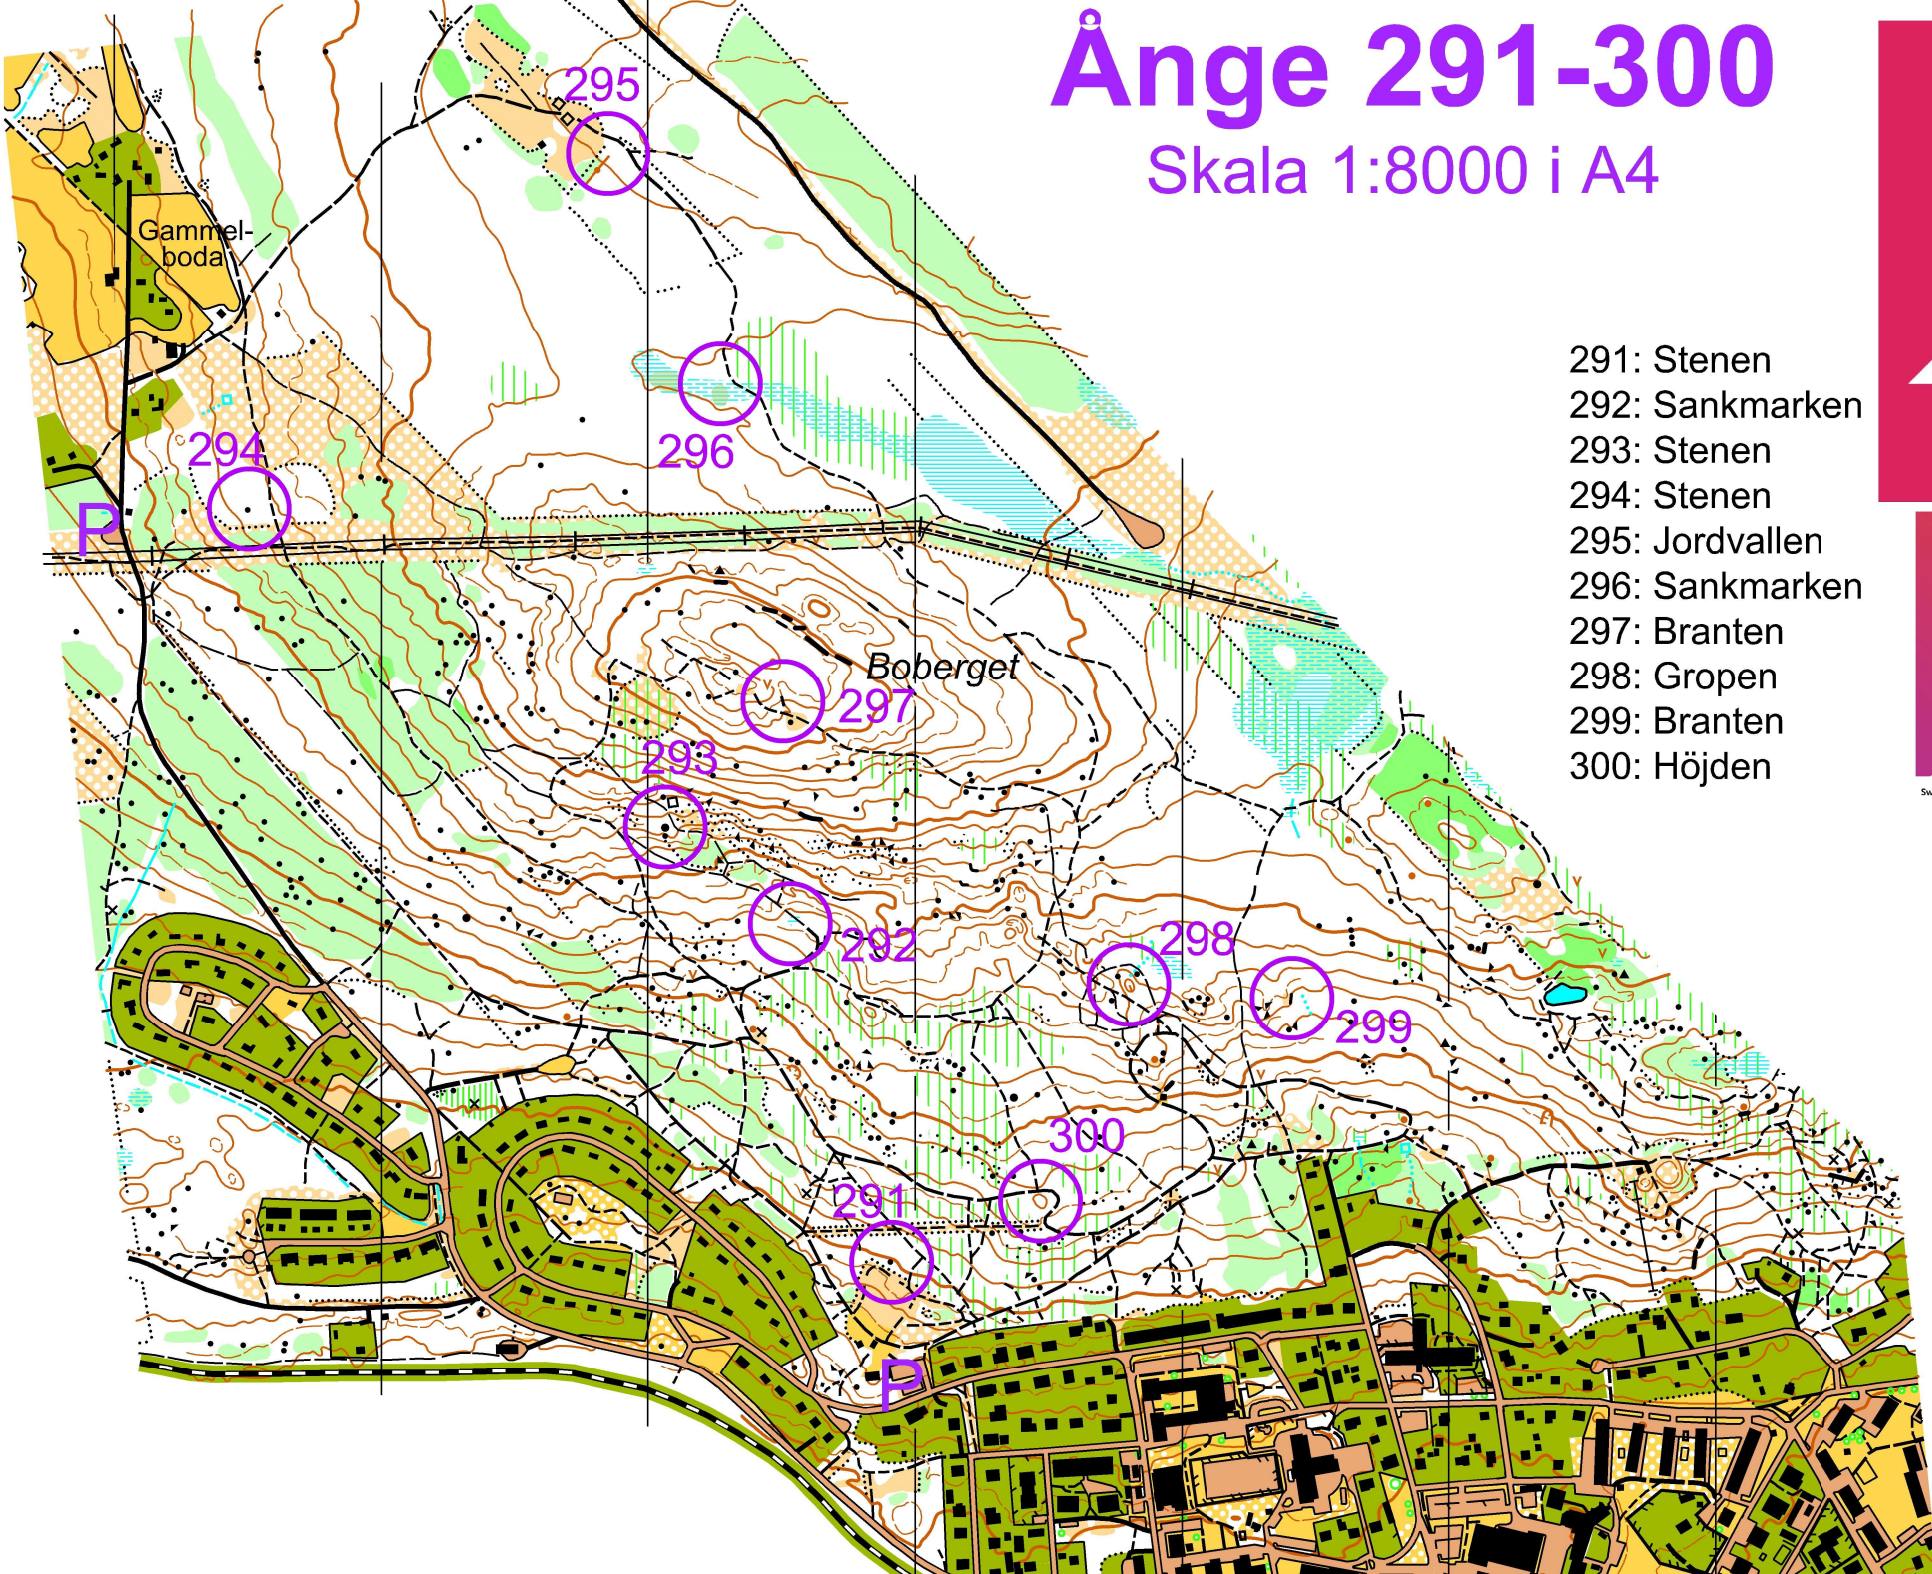 Ånge 291-300
Skala 1:8000 i A4
295
Gammel-
boda
294
296
P
291: Stenen
292: Sankmarken
293: Stenen
294: Stenen
295: Jordvallen
296: Sankmarken
297: Branten
298: Gropen
299: Branten
300: Höjden
Boberget
297
293
292
298
299
300
291
P